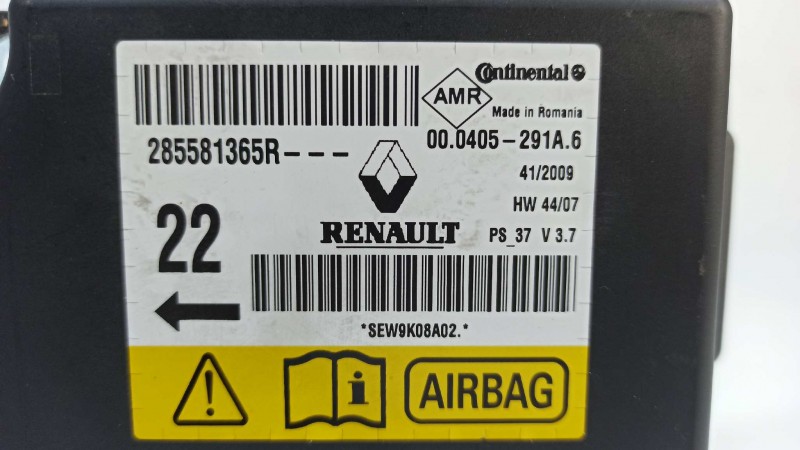 Continental
AMR
Made in Romania
285581365R---
00.0405-291A.6
41/2009
22
HW 44/07
RENAULT
PS_37 V 3.7
*SEW9K08A02.*
AIRBAG